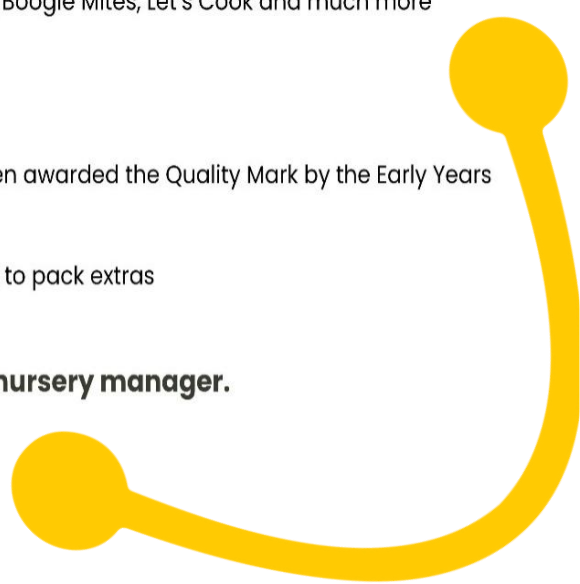 Boogie Mites, Let's Cook and much more
en awarded the Quality Mark by the Early Years
to pack extras
nursery manager.